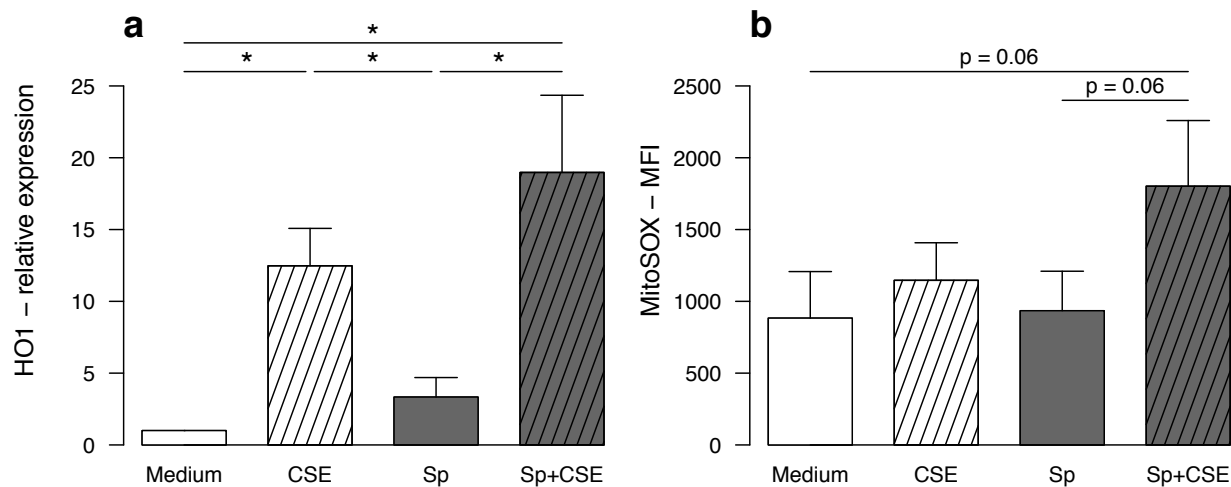 a
*
* * *
HO1 – relative expression
25
20
15
10
5
0
Medium CSE Sp Sp+CSE
b
p = 0.06
p = 0.06
MitoSOX – MFI
2500
2000
1500
1000
500
0
Medium CSE Sp Sp+CSE